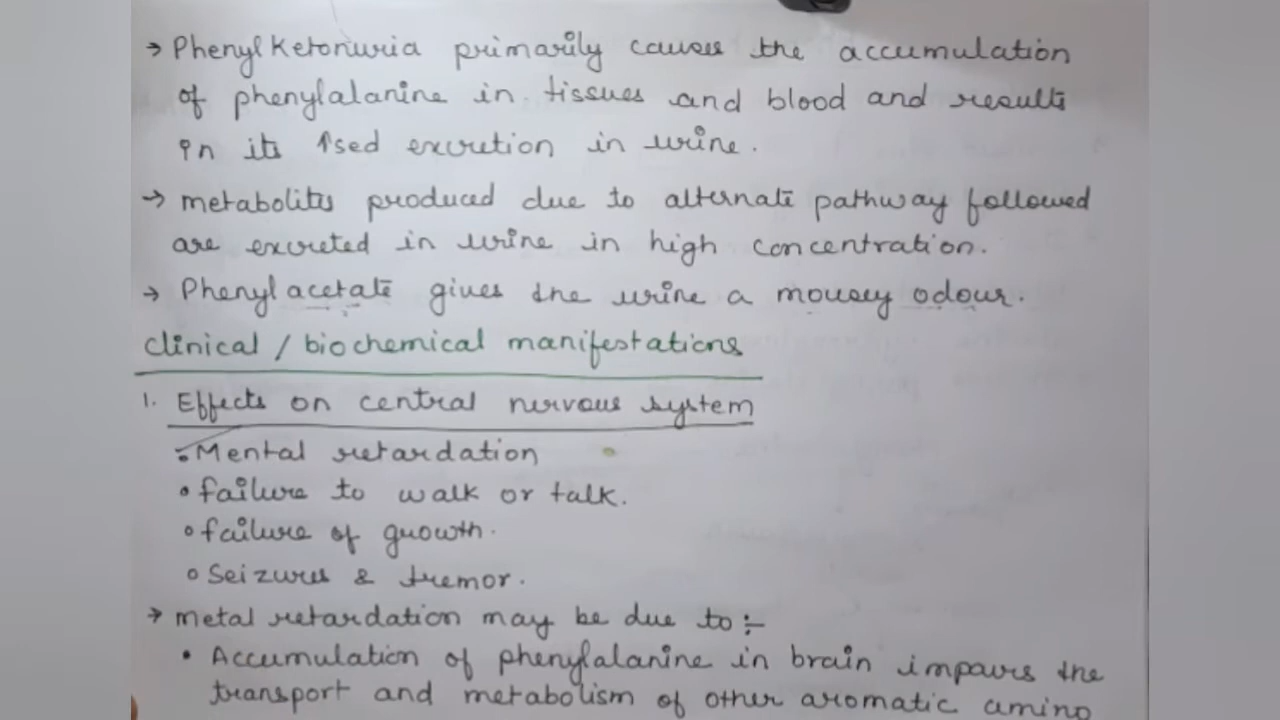 → Phenylketonuria primarily causes the accumulation
of phenylalanine in tissues and blood and results
in its ↑sed excretion in urine.
→ metabolites produced due to alternate pathway followed
are excreted in urine in high concentration.
→ Phenylacetate gives the urine a mousey odour.
clinical / biochemical manifestations
1. Effects on central nervous system
• Mental retardation
• failure to walk or talk.
• failure of growth.
• Seizures & tremor.
→ metal retardation may be due to :-
• Accumulation of phenylalanine in brain impairs the
transport and metabolism of other aromatic amino